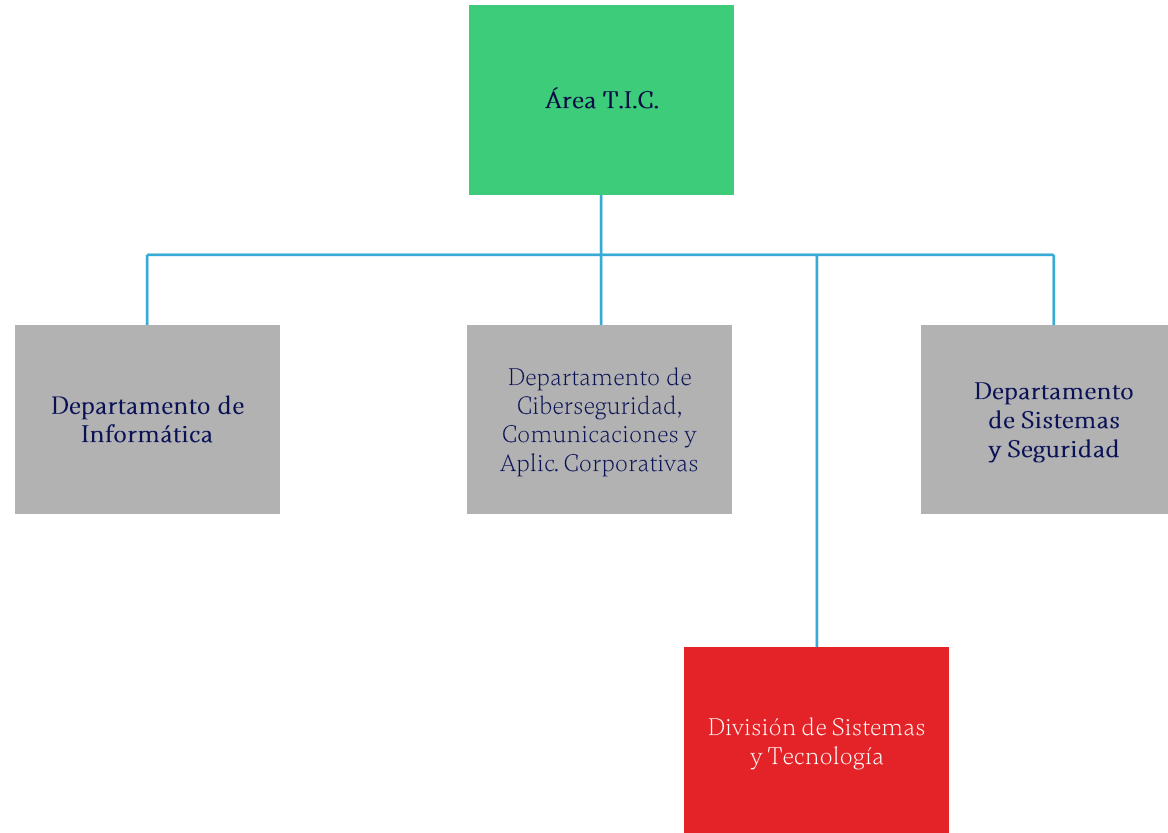 Área T.I.C.
Departamento de
Informática
Departamento de
Ciberseguridad,
Comunicaciones y
Aplic. Corporativas
Departamento
de Sistemas
y Seguridad
División de Sistemas
y Tecnología